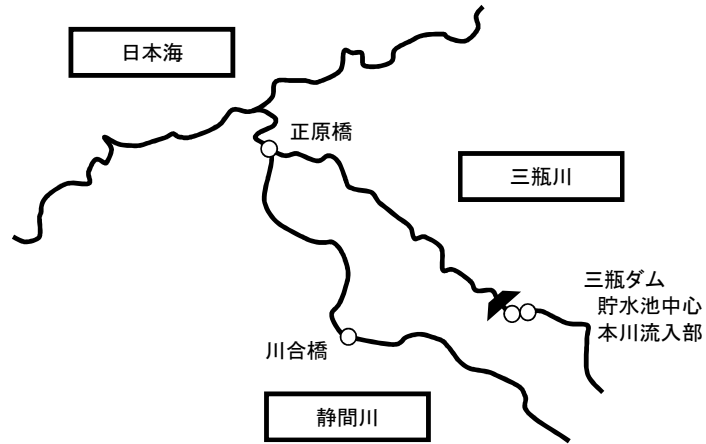 日本海
正原橋
三瓶川
三瓶ダム
貯水池中心
本川流入部
川合橋
静間川